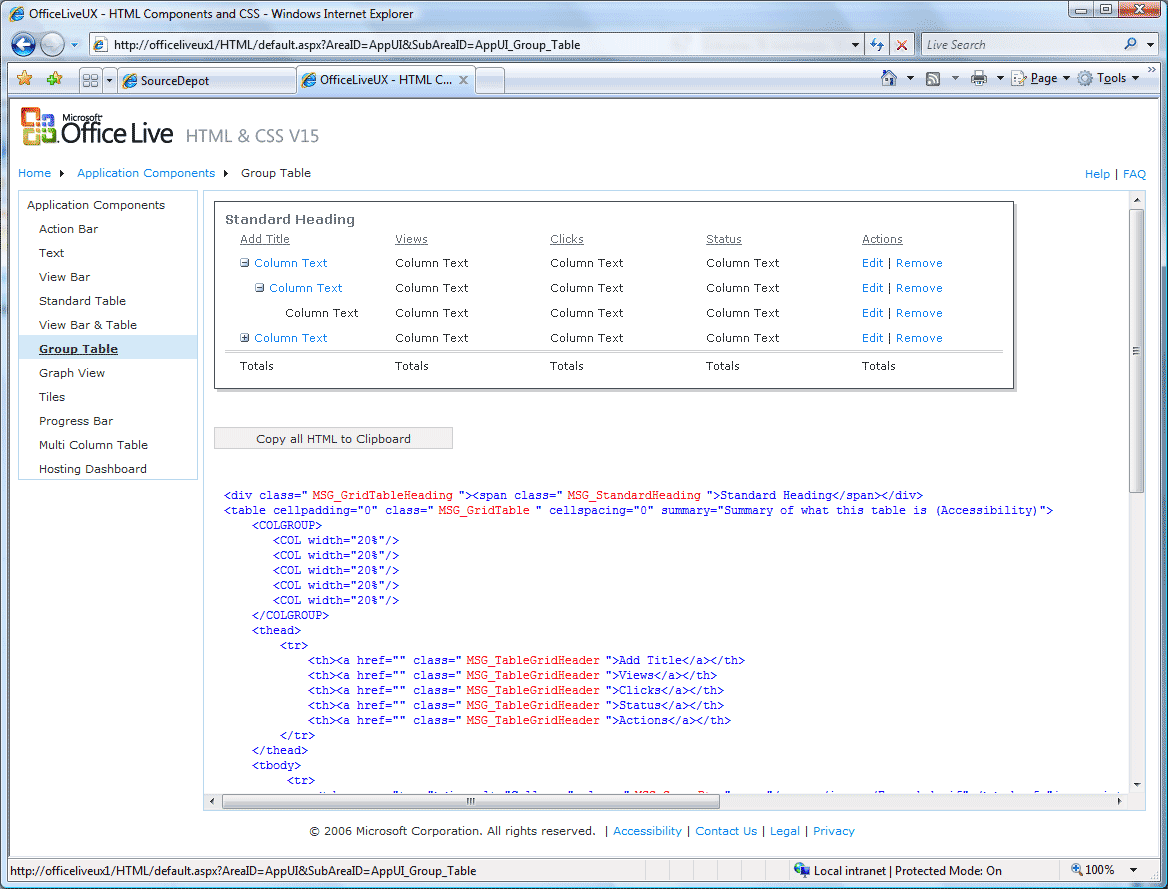 OfficeLiveUX - HTML Components and CSS - Windows Internet Explorer
http://officeliveux1/HTML/default.aspx?AreaID=AppUI&SubAreaID=AppUI_Group_Table
Live Search
SourceDepot
OfficeLiveUX - HTML C...
Page
Tools
Microsoft
Office Live HTML & CSS V15
Home Application Components Group Table
Help | FAQ
Application Components
Action Bar
Text
View Bar
Standard Table
View Bar & Table
Group Table
Graph View
Tiles
Progress Bar
Multi Column Table
Hosting Dashboard
Standard Heading
Add Title Views Clicks Status Actions
Column Text Column Text Column Text Column Text Edit | Remove
Column Text Column Text Column Text Column Text Edit | Remove
Column Text Column Text Column Text Column Text Edit | Remove
Column Text Column Text Column Text Column Text Edit | Remove
Totals Totals Totals Totals Totals
Copy all HTML to Clipboard
<div class=" MSG_GridTableHeading "><span class=" MSG_StandardHeading ">Standard Heading</span></div>
<table cellpadding="0" class=" MSG_GridTable " cellspacing="0" summary="Summary of what this table is (Accessibility)">
<COLGROUP>
<COL width="20%"/>
<COL width="20%"/>
<COL width="20%"/>
<COL width="20%"/>
<COL width="20%"/>
</COLGROUP>
<thead>
<tr>
<th><a href="" class=" MSG_TableGridHeader ">Add Title</a></th>
<th><a href="" class=" MSG_TableGridHeader ">Views</a></th>
<th><a href="" class=" MSG_TableGridHeader ">Clicks</a></th>
<th><a href="" class=" MSG_TableGridHeader ">Status</a></th>
<th><a href="" class=" MSG_TableGridHeader ">Actions</a></th>
</tr>
</thead>
<tbody>
<tr>
© 2006 Microsoft Corporation. All rights reserved. | Accessibility | Contact Us | Legal | Privacy
http://officeliveux1/HTML/default.aspx?AreaID=AppUI&SubAreaID=AppUI_Group_Table
Local intranet | Protected Mode: On
100%